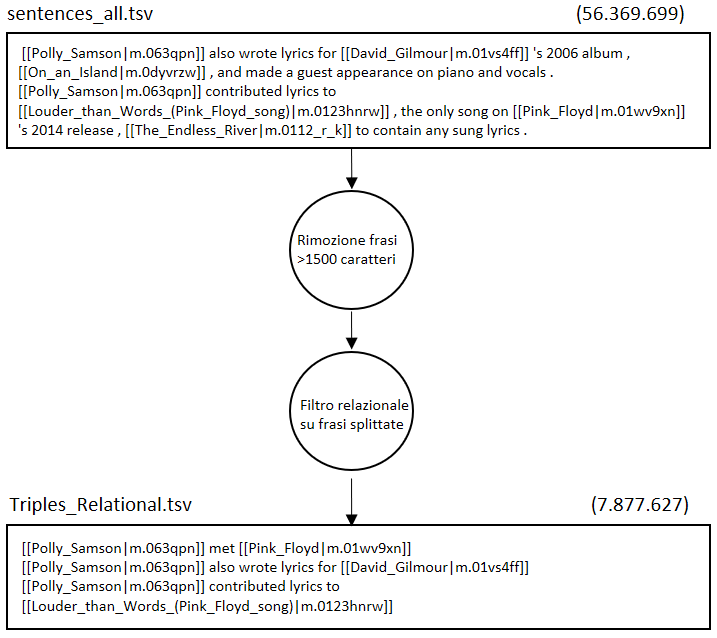 sentences_all.tsv (56.369.699)
[[Polly_Samson|m.063qpn]] also wrote lyrics for [[David_Gilmour|m.01vs4ff]] 's 2006 album ,
[[On_an_Island|m.0dyvrzw]] , and made a guest appearance on piano and vocals .
[[Polly_Samson|m.063qpn]] contributed lyrics to
[[Louder_than_Words_(Pink_Floyd_song)|m.0123hnrw]] , the only song on [[Pink_Floyd|m.01wv9xn]]
's 2014 release , [[The_Endless_River|m.0112_r_k]] to contain any sung lyrics .
Rimozione frasi
>1500 caratteri
Filtro relazionale
su frasi splittate
Triples_Relational.tsv (7.877.627)
[[Polly_Samson|m.063qpn]] met [[Pink_Floyd|m.01wv9xn]]
[[Polly_Samson|m.063qpn]] also wrote lyrics for [[David_Gilmour|m.01vs4ff]]
[[Polly_Samson|m.063qpn]] contributed lyrics to
[[Louder_than_Words_(Pink_Floyd_song)|m.0123hnrw]]